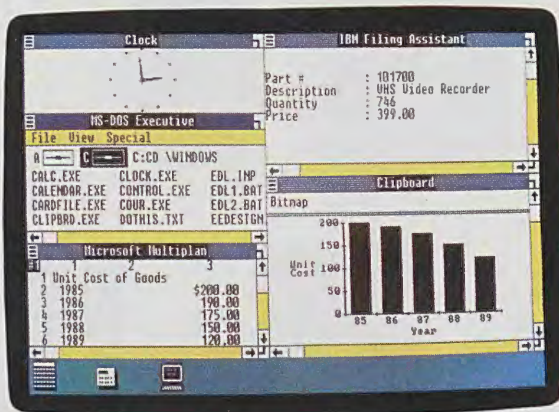 Clock
MS-DOS Executive
File View Special
A C C:CD \WINDOWS
CALC.EXE CLOCK.EXE EDL.INP
CALENDAR.EXE CONTROL.EXE EDL1.BAT
CARDFILE.EXE COUR.EXE EDL2.BAT
CLIPBRD.EXE DOTHIS.TXT EEDESIGN
Microsoft Multiplan
#1 1 2 3
1 Unit Cost of Goods
2 1985 $200.00
3 1986 190.00
4 1987 175.00
5 1988 150.00
6 1989 120.00
IBM Filing Assistant
Part # : 101700
Description : VHS Video Recorder
Quantity : 746
Price : 399.00
Clipboard
Bitmap
200
Unit
Cost
100
50
0
85 86 87 88 89
Year